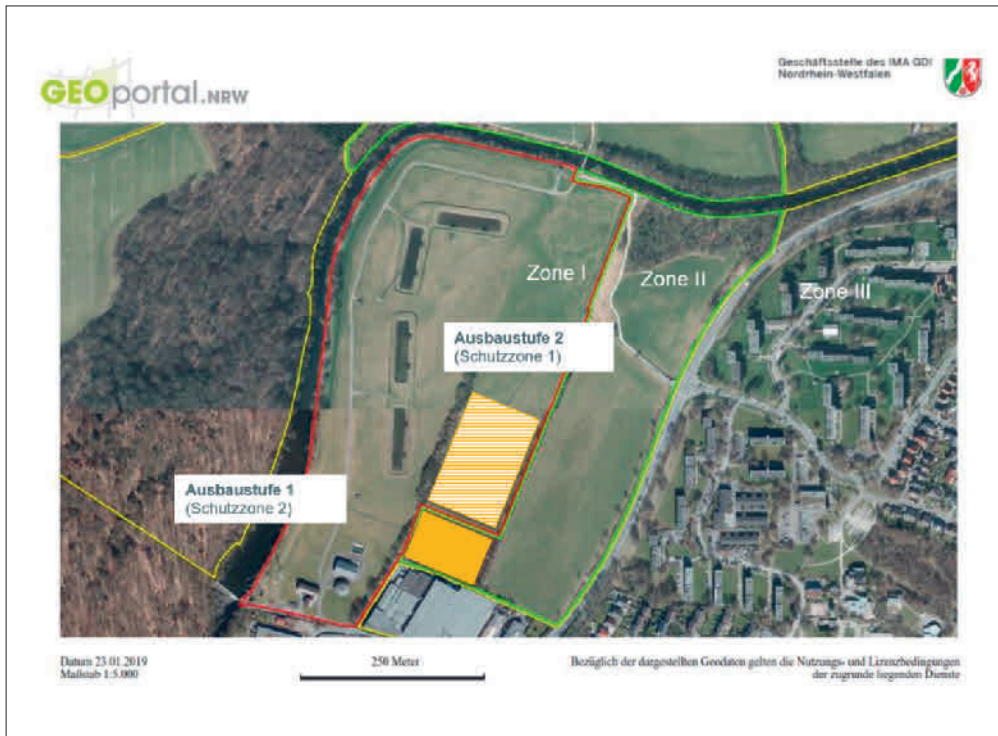 GEOportal.NRW
Geschäftsstelle des IMA GDI
Nordrhein-Westfalen
Zone I
Zone II
Zone III
Ausbaustufe 2
(Schutzzone 1)
Ausbaustufe 1
(Schutzzone 2)
Datum 23.01.2019
Maßstab 1:5.000
250 Meter
Bezüglich der dargestellten Geodaten gelten die Nutzungs- und Lizenzbedingungen
der zugrunde liegenden Dienste